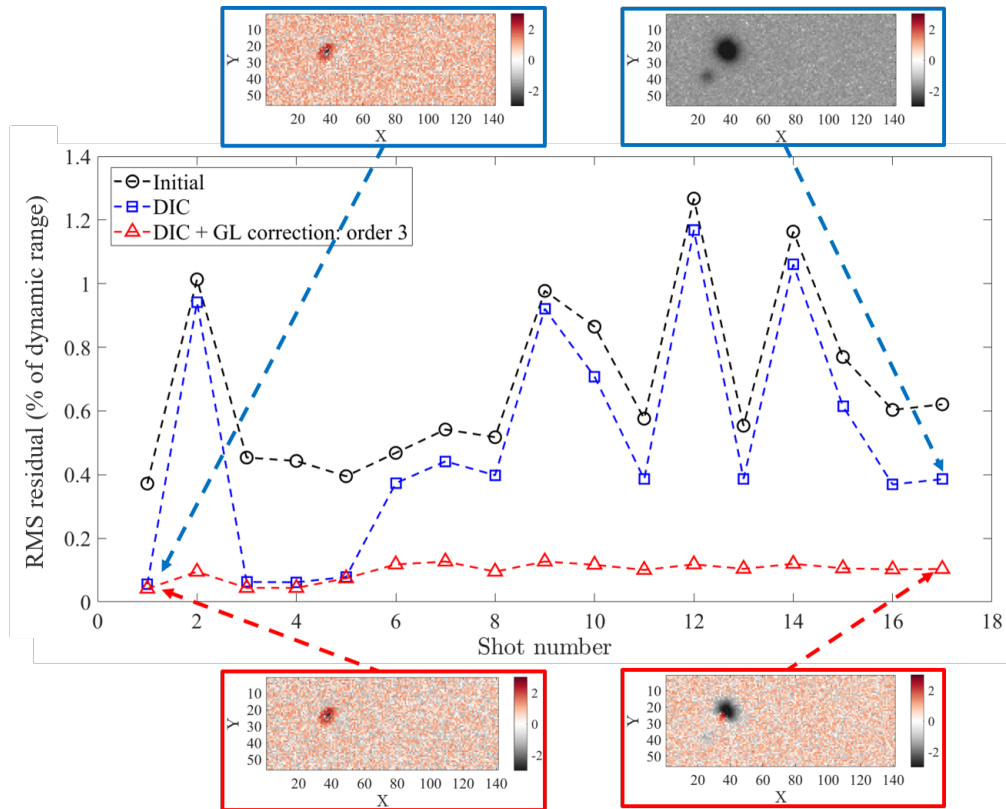 10
20
30
40
50
Y
20 40 60 80 100 120 140
X
2
0
-2
10
20
30
40
50
Y
20 40 60 80 100 120 140
X
2
0
-2
1.4
1.2
1
0.8
0.6
0.4
0.2
0
RMS residual (% of dynamic range)
Initial
DIC
DIC + GL correction: order 3
0 2 4 6 8 10 12 14 16 18
Shot number
10
20
30
40
50
Y
20 40 60 80 100 120 140
X
2
0
-2
10
20
30
40
50
Y
20 40 60 80 100 120 140
X
2
0
-2